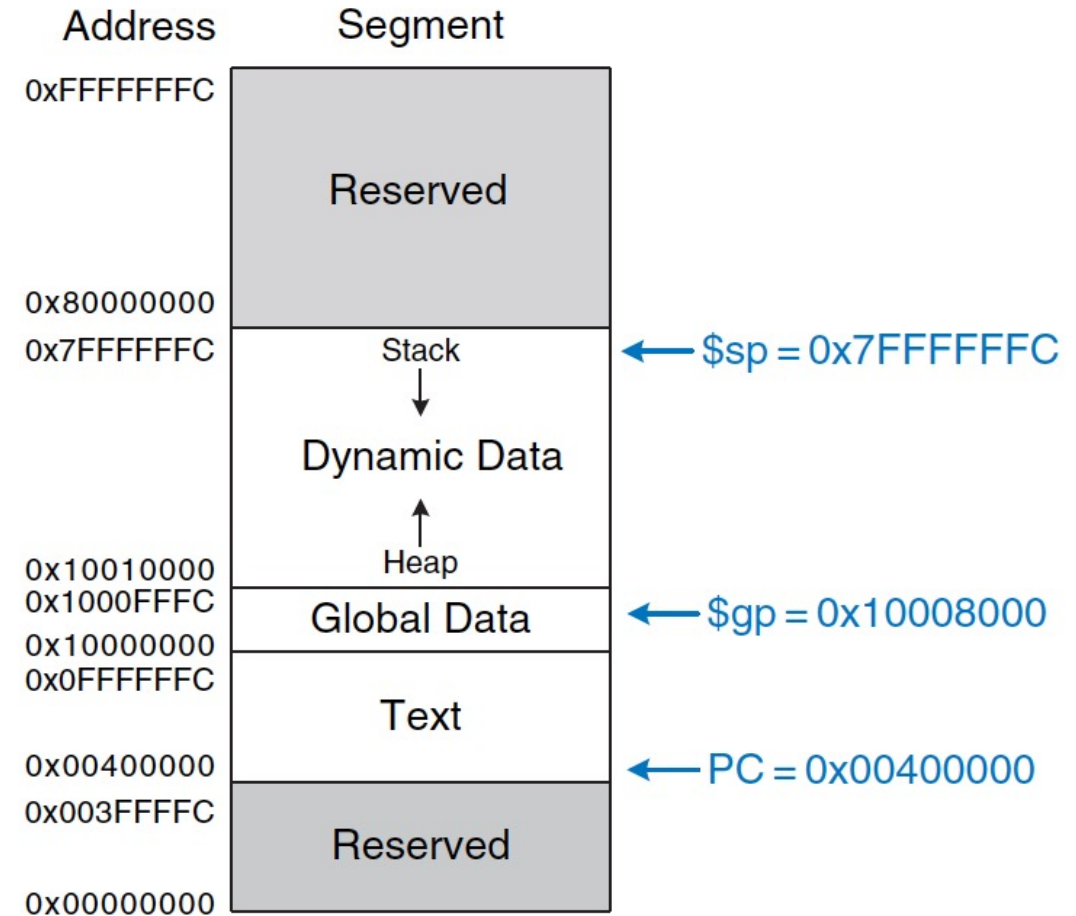 Address Segment
0xFFFFFFFC
Reserved
0x80000000
0x7FFFFFFC Stack $sp = 0x7FFFFFFC
Dynamic Data
Heap
0x10010000
0x1000FFFC
Global Data $gp = 0x10008000
0x10000000
0x0FFFFFFC
Text
0x00400000 PC = 0x00400000
0x003FFFFC
Reserved
0x00000000